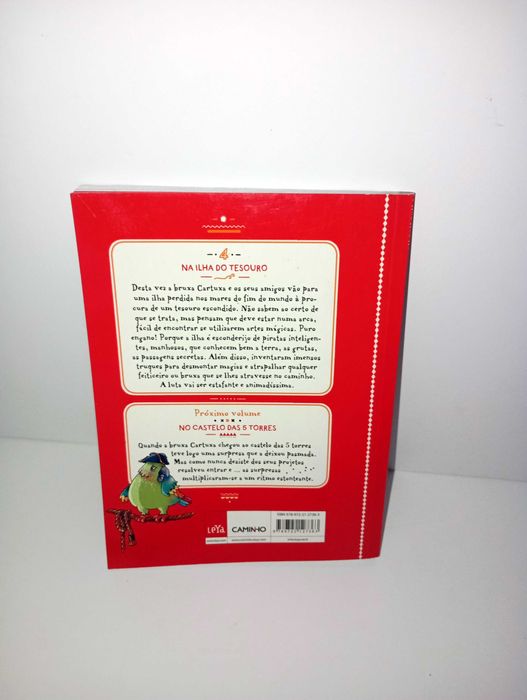 4
NA ILHA DO TESOURO
Desta vez a bruxa Cartuxa e os seus amigos vão para
uma ilha perdida nos mares do fim do mundo à pro-
cura de um tesouro escondido. Não sabem ao certo de
que se trata, mas pensam que deve estar numa arca,
fácil de encontrar se utilizarem artes mágicas. Puro
engano! Porque a ilha é esconderijo de piratas inteligen-
tes, manhosos, que conhecem bem a terra, as grutas,
as passagens secretas. Além disso, inventaram imensos
truques para desmontar magias e atrapalhar qualquer
feiticeiro ou bruxa que se lhes atravesse no caminho.
A luta vai ser estafante e animadíssima.
Próximo volume
NO CASTELO DAS 5 TORRES
Quando a bruxa Cartuxa chegou ao castelo das 5 torres
teve logo uma surpresa que a deixou pasmada.
Mas como nunca desiste dos seus projetos
resolveu entrar e ... as surpresas
multiplicaram-se a um ritmo estonteante.
LeYa
CAMINHO